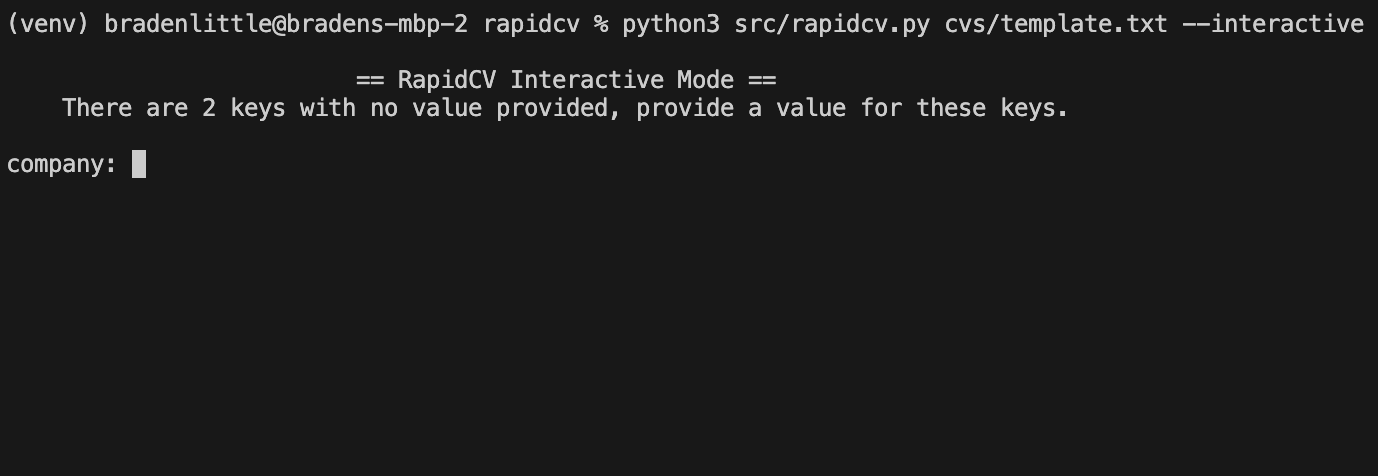 (venv) bradenlittle@bradens-mbp-2 rapidcv % python3 src/rapidcv.py cvs/template.txt --interactive
== RapidCV Interactive Mode ==
There are 2 keys with no value provided, provide a value for these keys.
company: